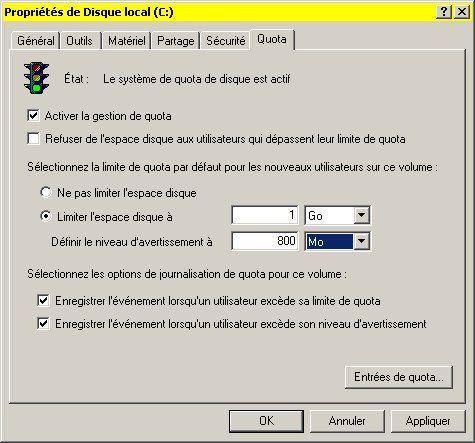 Propriétés de Disque local (C:)
Général Outils Matériel Partage Sécurité Quota
État : Le système de quota de disque est actif
Activer la gestion de quota
Refuser de l'espace disque aux utilisateurs qui dépassent leur limite de quota
Sélectionnez la limite de quota par défaut pour les nouveaux utilisateurs sur ce volume :
Ne pas limiter l'espace disque
Limiter l'espace disque à 1 Go
Définir le niveau d'avertissement à 800 Mo
Sélectionnez les options de journalisation de quota pour ce volume :
Enregistrer l'événement lorsqu'un utilisateur excède sa limite de quota
Enregistrer l'événement lorsqu'un utilisateur excède son niveau d'avertissement
Entrées de quota...
OK Annuler Appliquer